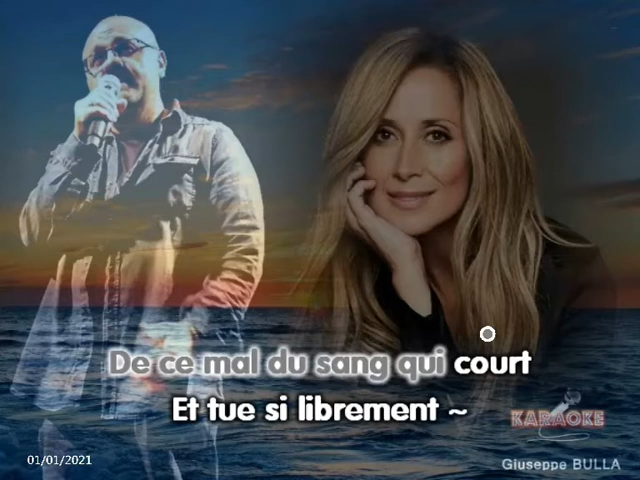 De ce mal du sang qui court
Et tue si librement ~
KARAOKE
01/01/2021
Giuseppe BULLA